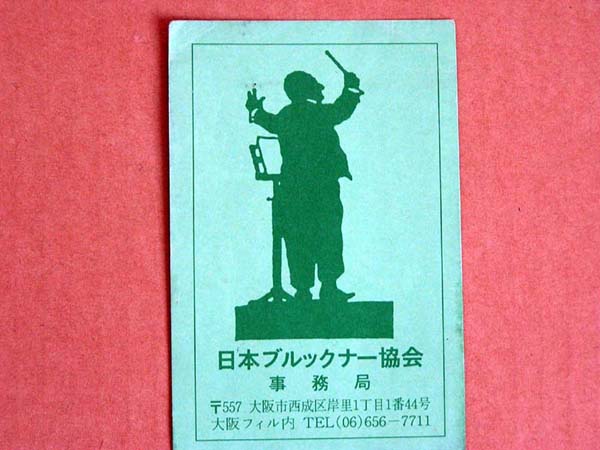 日本ブルックナー協会
事務局
〒557 大阪市西成区岸里1丁目1番44号
大阪フィル内 TEL(06)656-7711